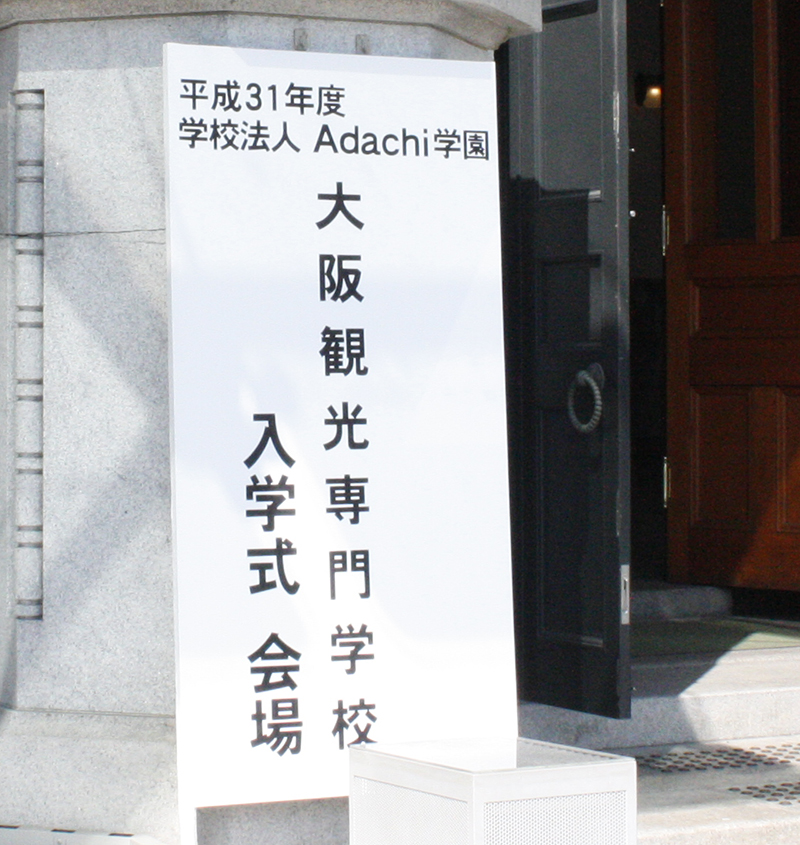 平成31年度
学校法人 Adachi学園
大阪観光専門学校
入学式 会場